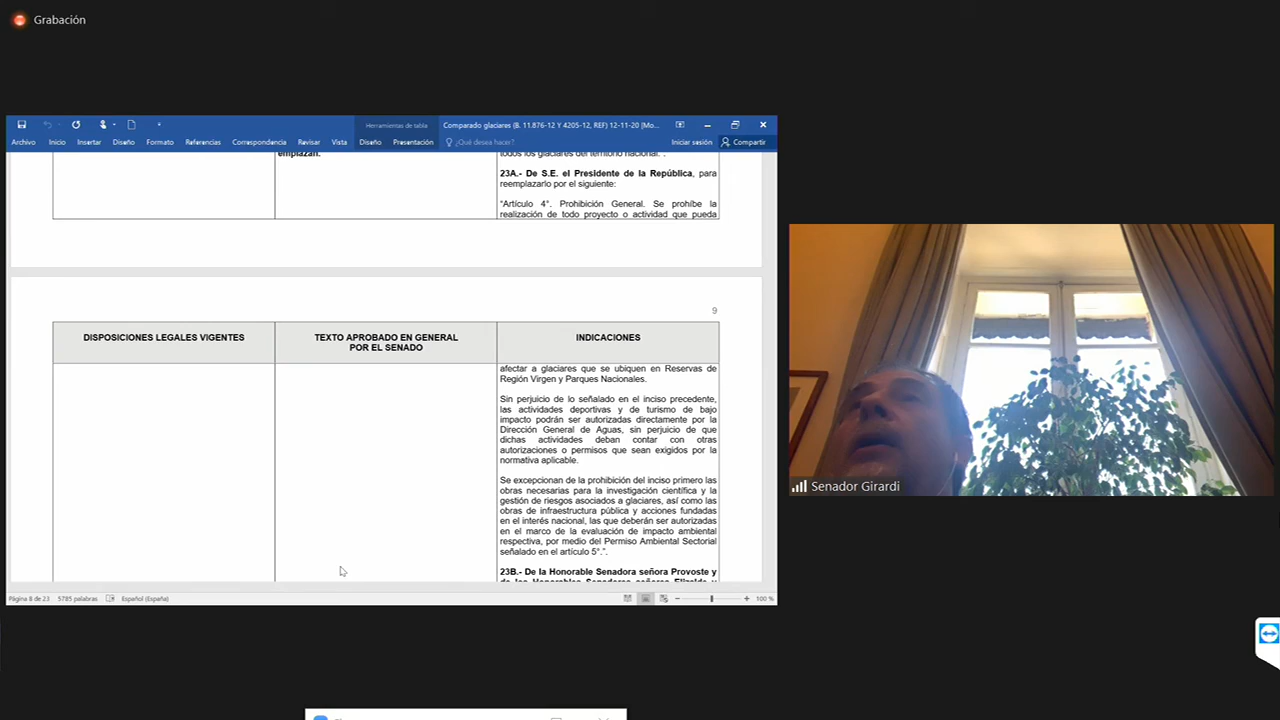 Grabación
Herramientas de tabla
Comparado glaciares (B. 11.876-12 Y 4205-12, REF) 12-11-20 [Mo...
Archivo Inicio Insertar Diseño Formato Referencias Correspondencia Revisar Vista Diseño Presentación ¿Qué desea hacer? Iniciar sesión Compartir
emplazan.
todos los glaciares del territorio nacional.".
23A.- De S.E. el Presidente de la República, para
reemplazarlo por el siguiente:
“Artículo 4°. Prohibición General. Se prohíbe la
realización de todo proyecto o actividad que pueda
9
DISPOSICIONES LEGALES VIGENTES
TEXTO APROBADO EN GENERAL
POR EL SENADO
INDICACIONES
afectar a glaciares que se ubiquen en Reservas de
Región Virgen y Parques Nacionales.
Sin perjuicio de lo señalado en el inciso precedente,
las actividades deportivas y de turismo de bajo
impacto podrán ser autorizadas directamente por la
Dirección General de Aguas, sin perjuicio de que
dichas actividades deban contar con otras
autorizaciones o permisos que sean exigidos por la
normativa aplicable.
Se excepcionan de la prohibición del inciso primero las
obras necesarias para la investigación científica y la
gestión de riesgos asociados a glaciares, así como las
obras de infraestructura pública y acciones fundadas
en el interés nacional, las que deberán ser autorizadas
en el marco de la evaluación de impacto ambiental
respectiva, por medio del Permiso Ambiental Sectorial
señalado en el artículo 5°.”.
23B.- De la Honorable Senadora señora Provoste y
de los Honorables Senadores señores Elizalde y
Página 8 de 23 5785 palabras Español (España) 100 %
Senador Girardi